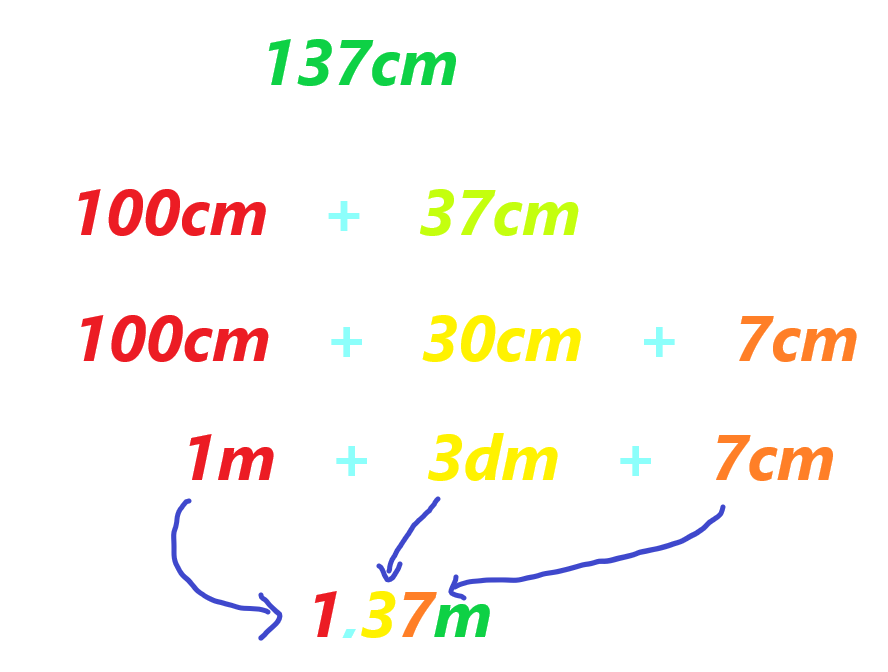 137cm
100cm + 37cm
100cm + 30cm + 7cm
1m + 3dm + 7cm
1.37m